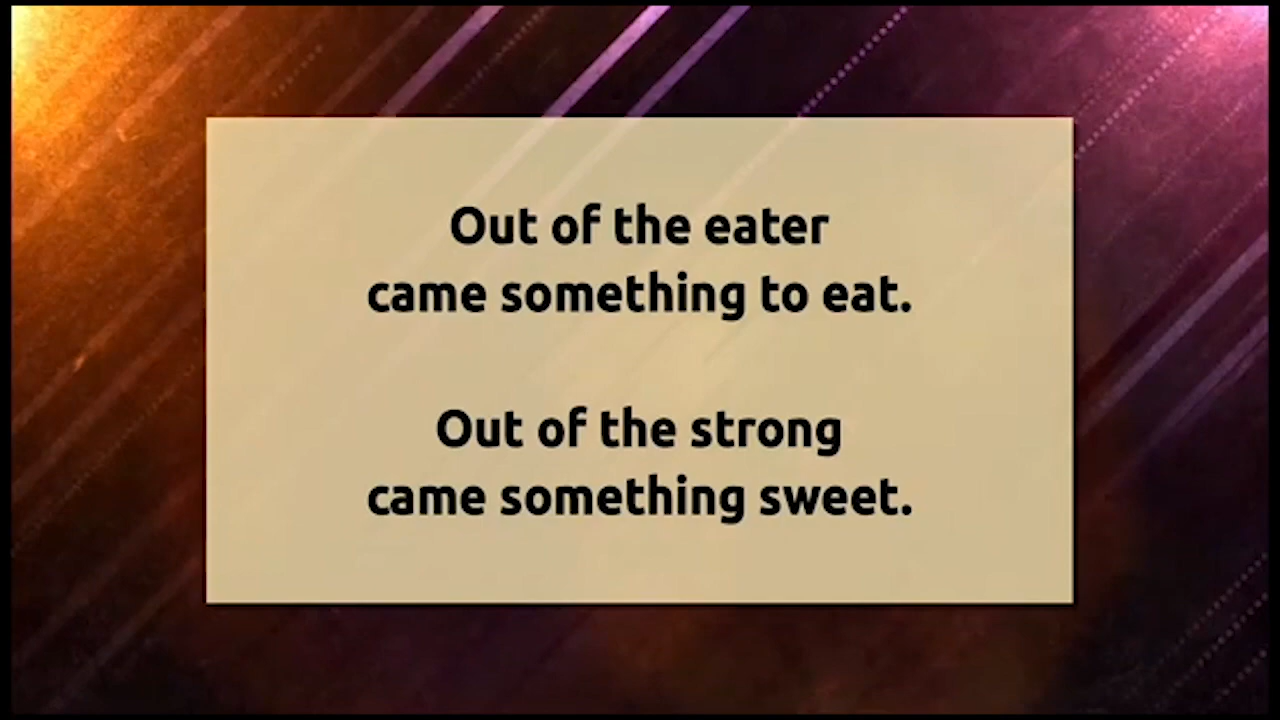 Out of the eater
came something to eat.
Out of the strong
came something sweet.